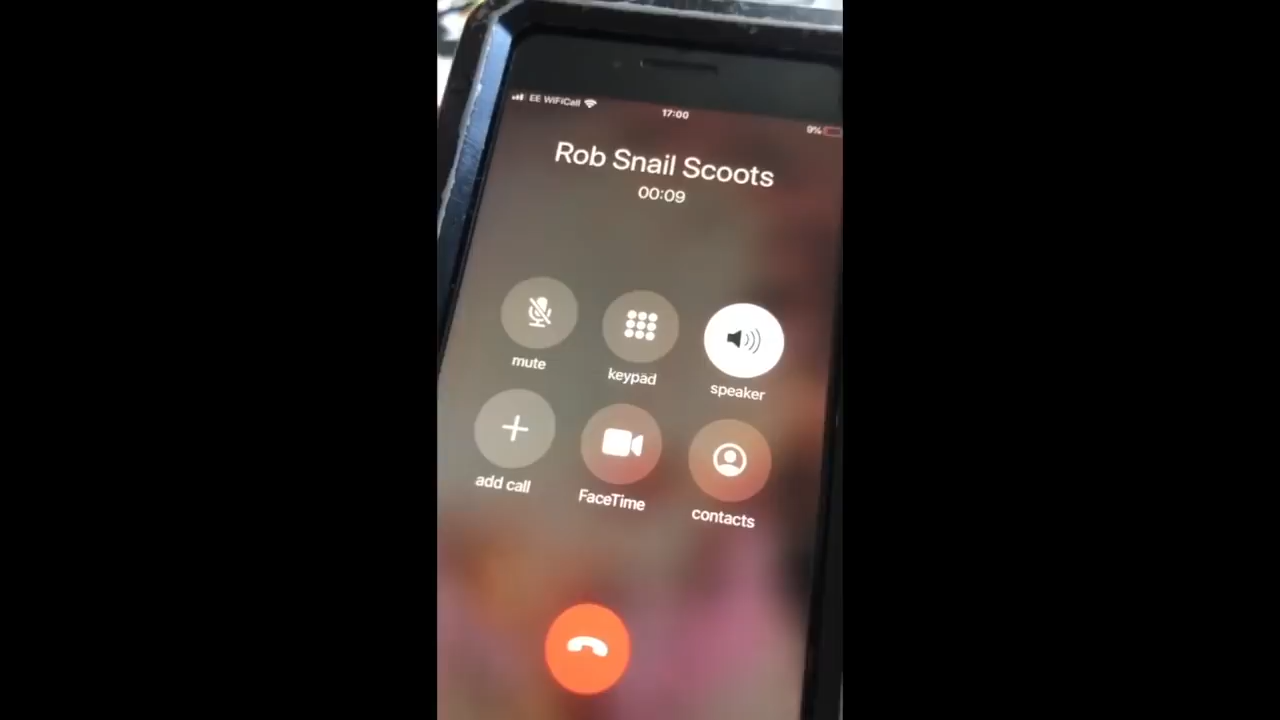 EE WiFiCall
17:00
9%
Rob Snail Scoots
00:09
mute
keypad
speaker
add call
FaceTime
contacts